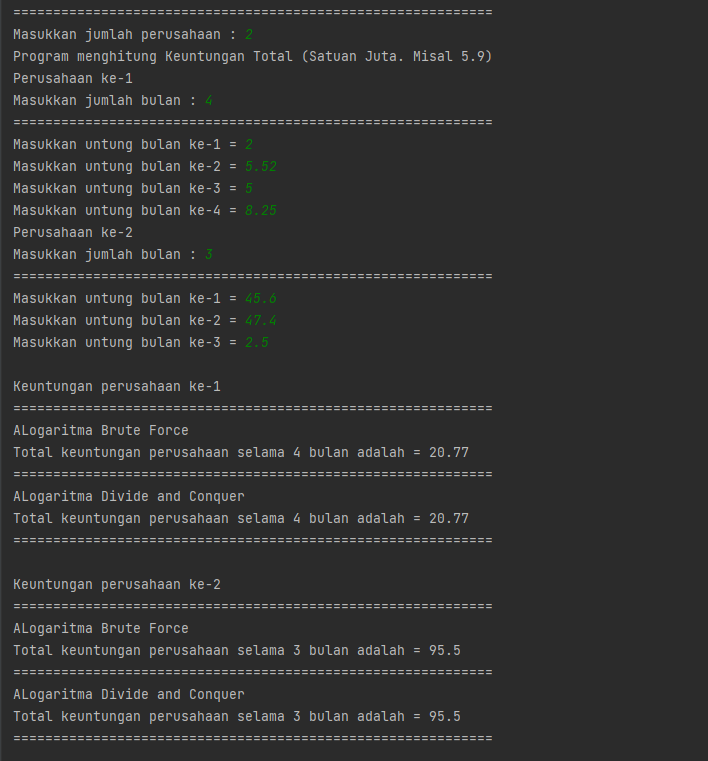 ============================================================
Masukkan jumlah perusahaan : 2
Program menghitung Keuntungan Total (Satuan Juta. Misal 5.9)
Perusahaan ke-1
Masukkan jumlah bulan : 4
============================================================
Masukkan untung bulan ke-1 = 2
Masukkan untung bulan ke-2 = 5.52
Masukkan untung bulan ke-3 = 5
Masukkan untung bulan ke-4 = 8.25
Perusahaan ke-2
Masukkan jumlah bulan : 3
============================================================
Masukkan untung bulan ke-1 = 45.6
Masukkan untung bulan ke-2 = 47.4
Masukkan untung bulan ke-3 = 2.5
Keuntungan perusahaan ke-1
============================================================
ALogaritma Brute Force
Total keuntungan perusahaan selama 4 bulan adalah = 20.77
============================================================
ALogaritma Divide and Conquer
Total keuntungan perusahaan selama 4 bulan adalah = 20.77
============================================================
Keuntungan perusahaan ke-2
============================================================
ALogaritma Brute Force
Total keuntungan perusahaan selama 3 bulan adalah = 95.5
============================================================
ALogaritma Divide and Conquer
Total keuntungan perusahaan selama 3 bulan adalah = 95.5
============================================================